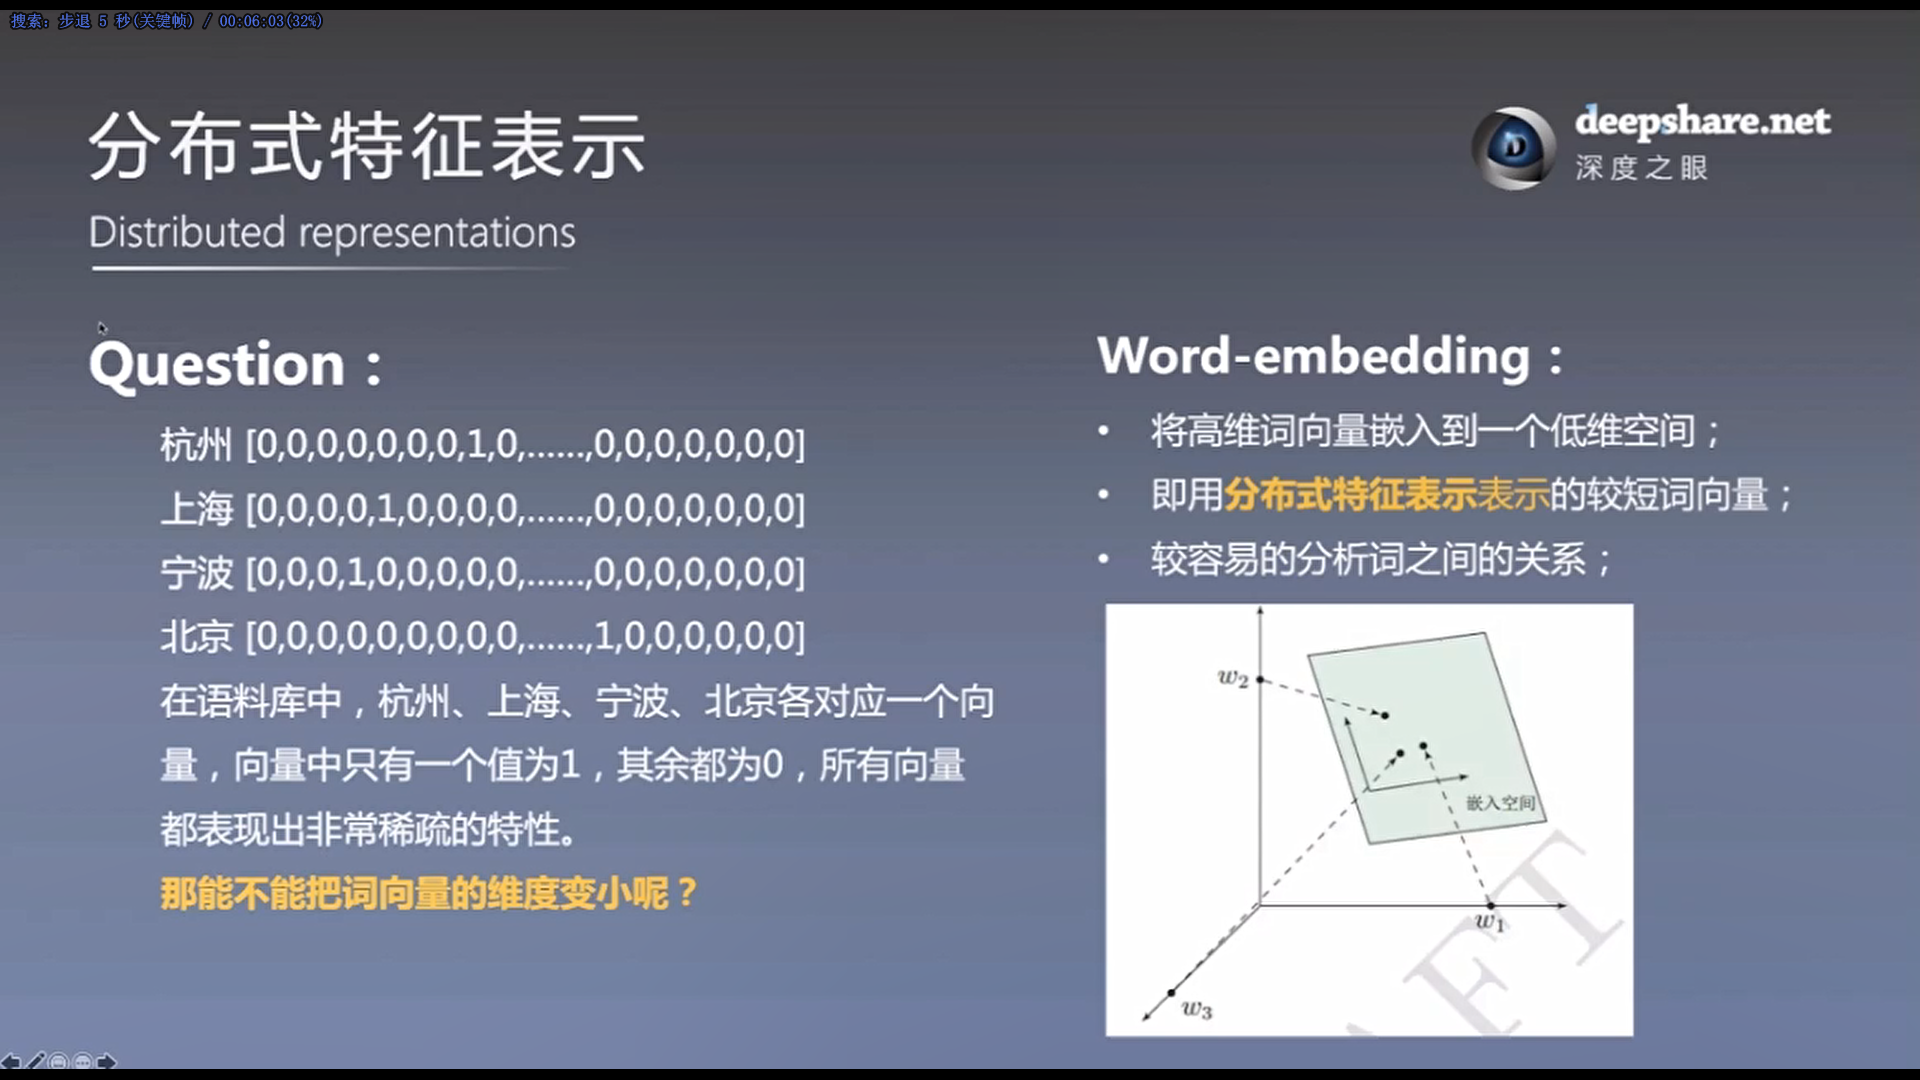 搜索: 步退 5 秒(关键帧) / 00:06:03(32%)
分布式特征表示
Distributed representations
deepshare.net
深度之眼
Question：
杭州 [0,0,0,0,0,0,0,1,0,......,0,0,0,0,0,0,0]
上海 [0,0,0,0,1,0,0,0,0,......,0,0,0,0,0,0,0]
宁波 [0,0,0,1,0,0,0,0,0,......,0,0,0,0,0,0,0]
北京 [0,0,0,0,0,0,0,0,0,......,1,0,0,0,0,0,0]
在语料库中，杭州、上海、宁波、北京各对应一个向
量，向量中只有一个值为1，其余都为0，所有向量
都表现出非常稀疏的特性。
那能不能把词向量的维度变小呢？
Word-embedding：
• 将高维词向量嵌入到一个低维空间；
• 即用分布式特征表示表示的较短词向量；
• 较容易的分析词之间的关系；
w2
嵌入空间
w1
w3